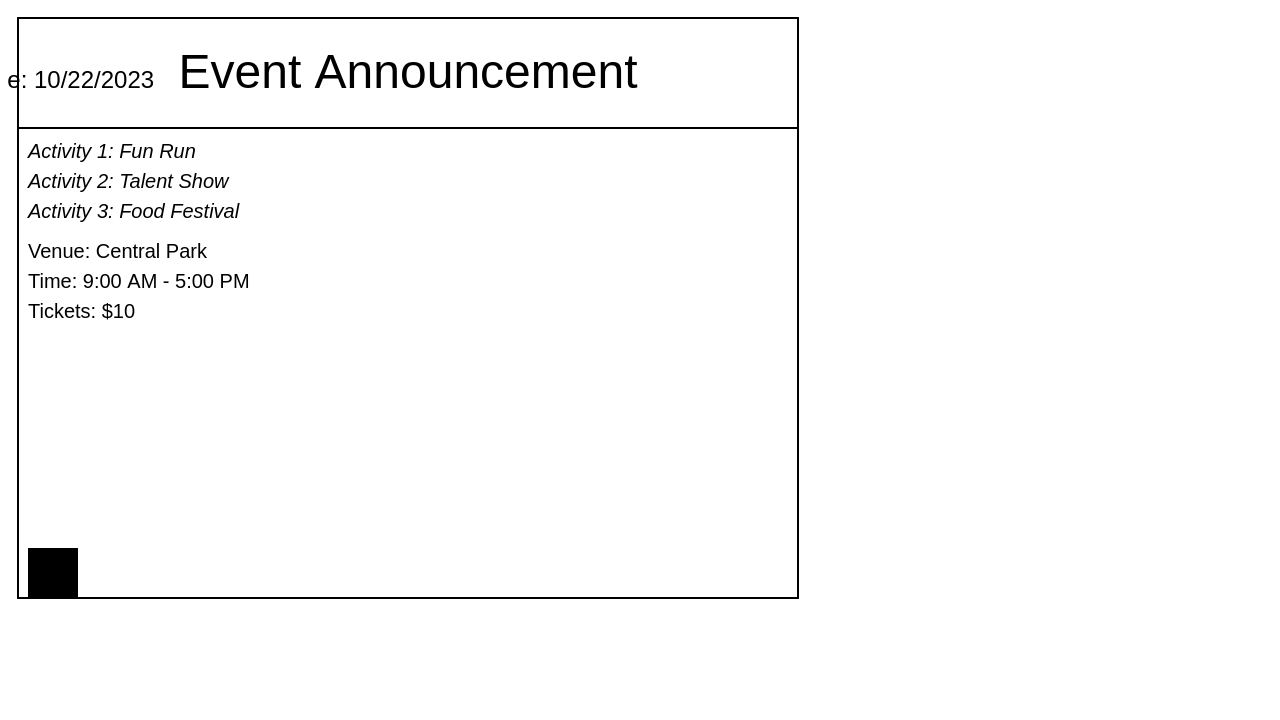 e: 10/22/2023 Event Announcement
Activity 1: Fun Run
Activity 2: Talent Show
Activity 3: Food Festival
Venue: Central Park
Time: 9:00 AM - 5:00 PM
Tickets: $10